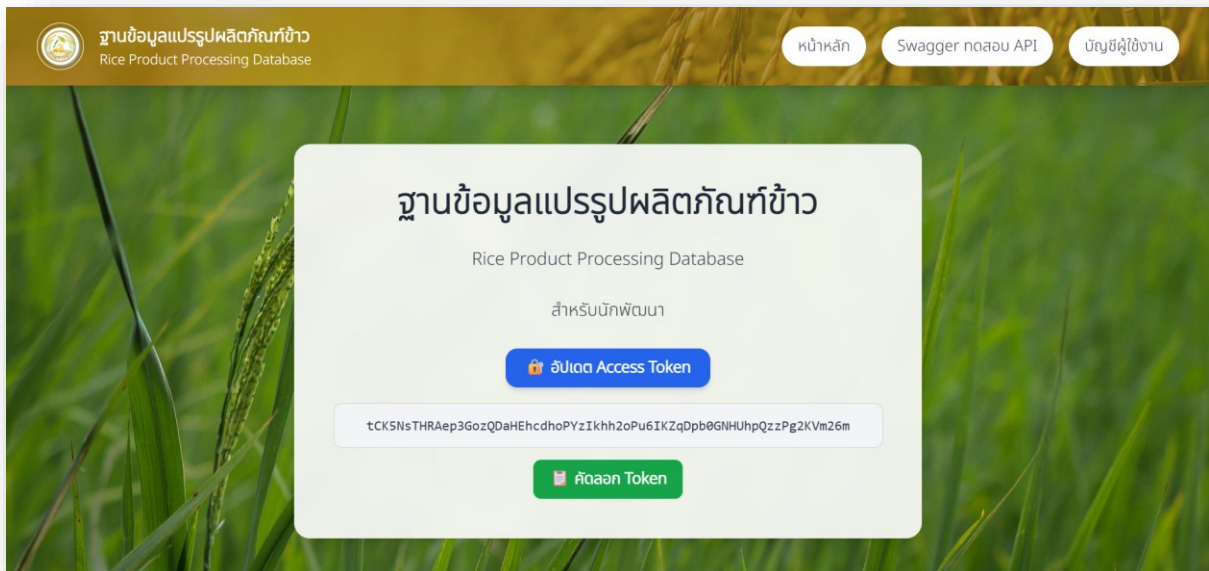 ฐานข้อมูลแปรรูปผลิตภัณฑ์ข้าว
Rice Product Processing Database
หน้าหลัก
Swagger ทดสอบ API
บัญชีผู้ใช้งาน
ฐานข้อมูลแปรรูปผลิตภัณฑ์ข้าว
Rice Product Processing Database
สำหรับนักพัฒนา
อัปเดต Access Token
tCK5NsTHRAep3GozQDaHEhcdhoPYzIkhh2oPu6IKZqDpb0GNHUhpQzzPg2KVm26m
คัดลอก Token